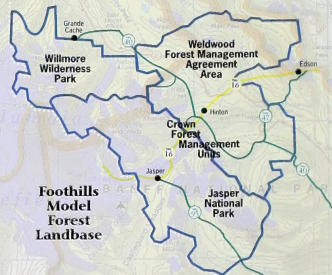 Grande
Cache
40
Willmore
Wilderness
Park
Weldwood
Forest Management
Agreement
Area
Edson
16
Hinton
Crown
Forest
Management
Units
16
Jasper
40
Jasper
National
Park
Foothills
Model
Forest
Landbase